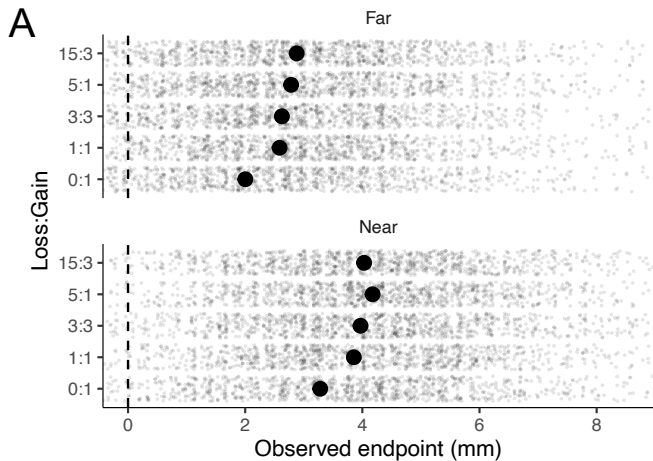 A
Far
15:3
5:1
3:3
1:1
0:1
Loss:Gain
Near
15:3
5:1
3:3
1:1
0:1
0 2 4 6 8
Observed endpoint (mm)